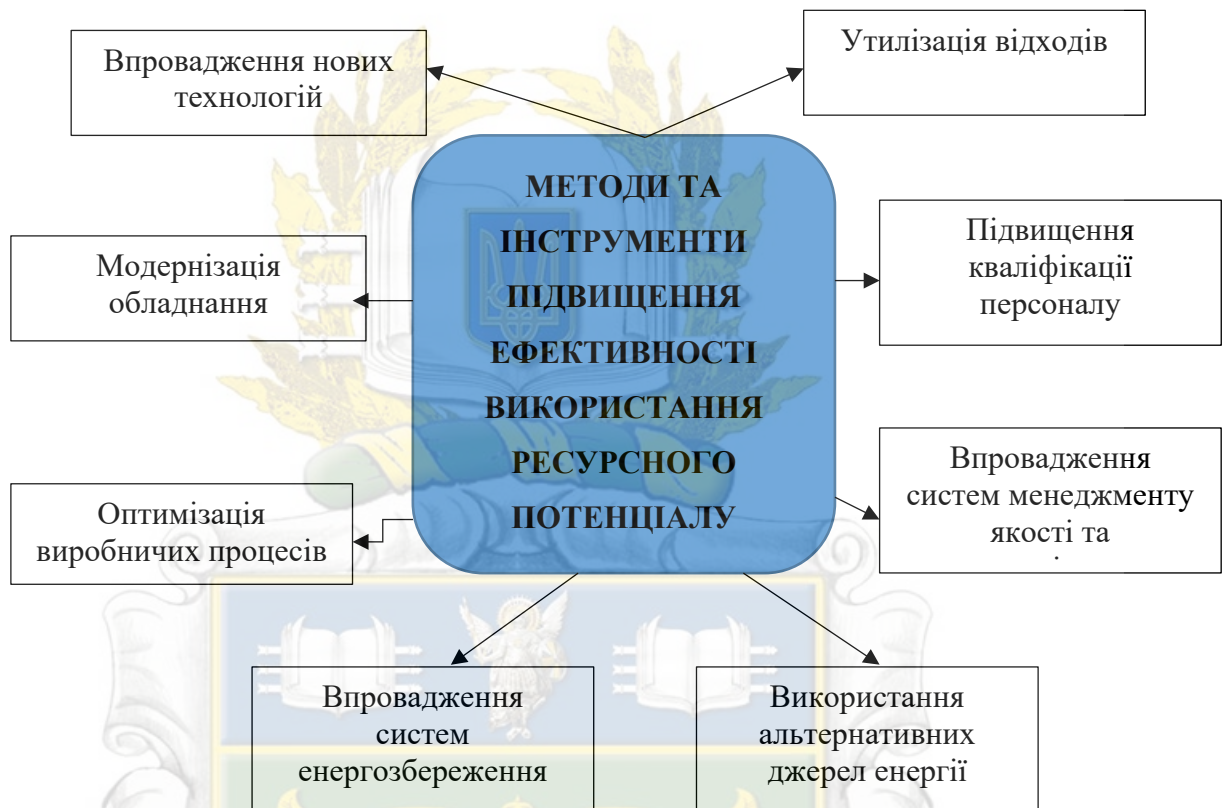 Впровадження нових
технологій
Утилізація відходів
МЕТОДИ ТА
ІНСТРУМЕНТИ
ПІДВИЩЕННЯ
ЕФЕКТИВНОСТІ
ВИКОРИСТАННЯ
РЕСУРСНОГО
ПОТЕНЦІАЛУ
Модернізація
обладнання
Підвищення
кваліфікації
персоналу
Оптимізація
виробничих процесів
Впровадження
систем менеджменту
якості та
Впровадження
систем
енергозбереження
Використання
альтернативних
джерел енергії